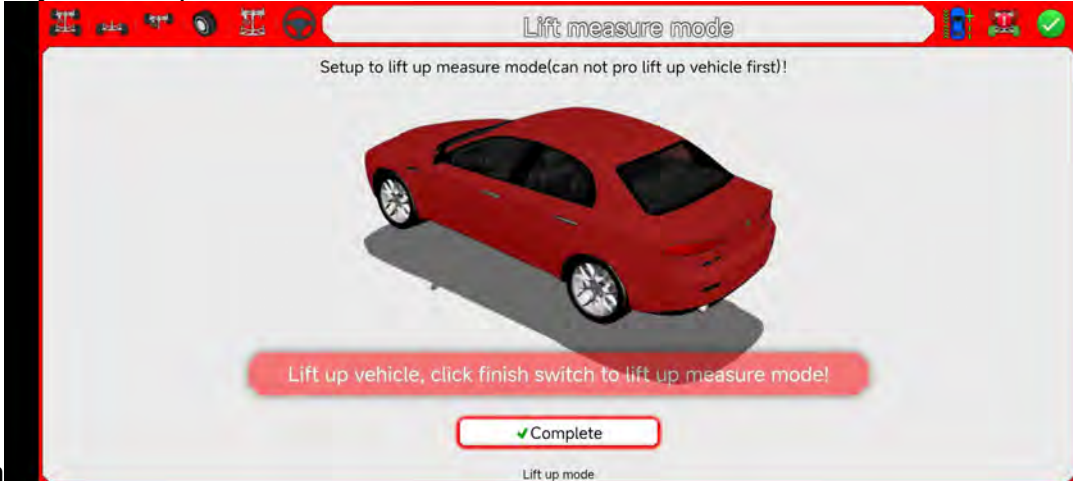 Lift measure mode
Setup to lift up measure mode(can not pro lift up vehicle first)!
Lift up vehicle, click finish switch to lift up measure mode!
Complete
Lift up mode